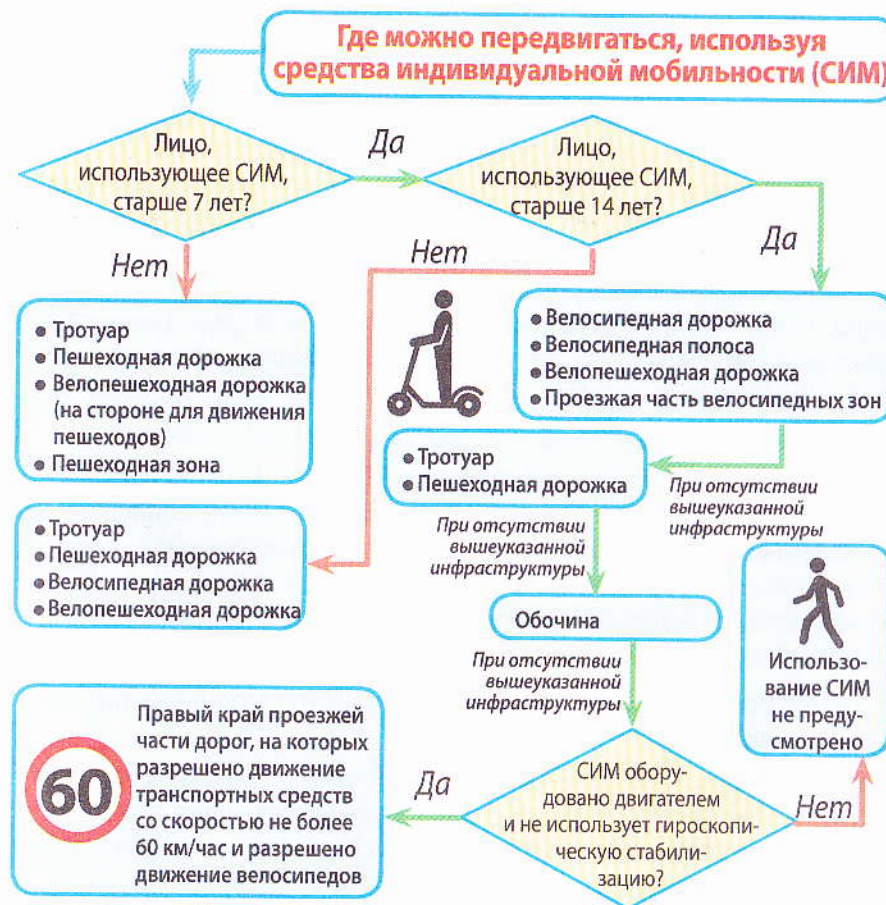 Где можно передвигаться, используя
средства индивидуальной мобильности (СИМ)
Лицо,
использующее СИМ,
старше 7 лет?
Да
Лицо,
использующее СИМ,
старше 14 лет?
Да
Нет
Нет
• Тротуар
• Пешеходная дорожка
• Велопешеходная дорожка
(на стороне для движения
пешеходов)
• Пешеходная зона
• Велосипедная дорожка
• Велосипедная полоса
• Велопешеходная дорожка
• Проезжая часть велосипедных зон
• Тротуар
• Пешеходная дорожка
При отсутствии
вышеуказанной
инфраструктуры
• Тротуар
• Пешеходная дорожка
• Велосипедная дорожка
• Велопешеходная дорожка
При отсутствии
вышеуказанной
инфраструктуры
Обочина
При отсутствии
вышеуказанной
инфраструктуры
Использо-
вание СИМ
не преду-
смотрено
СИМ обору-
довано двигателем
и не использует гироскопи-
ческую стабили-
зацию?
Да
Нет
60
Правый край проезжей
части дорог, на которых
разрешено движение
транспортных средств
со скоростью не более
60 км/час и разрешено
движение велосипедов